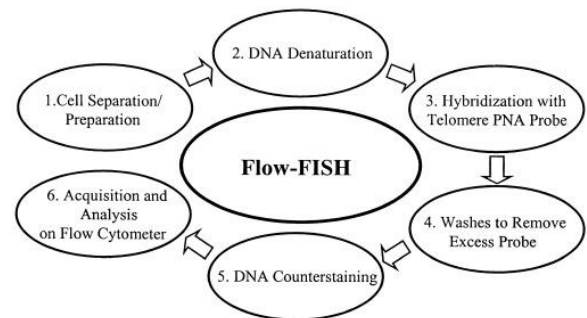 2. DNA Denaturation
1.Cell Separation/
Preparation
3. Hybridization with
Telomere PNA Probe
Flow-FISH
6. Acquisition and
Analysis
on Flow Cytometer
4. Washes to Remove
Excess Probe
5. DNA Counterstaining